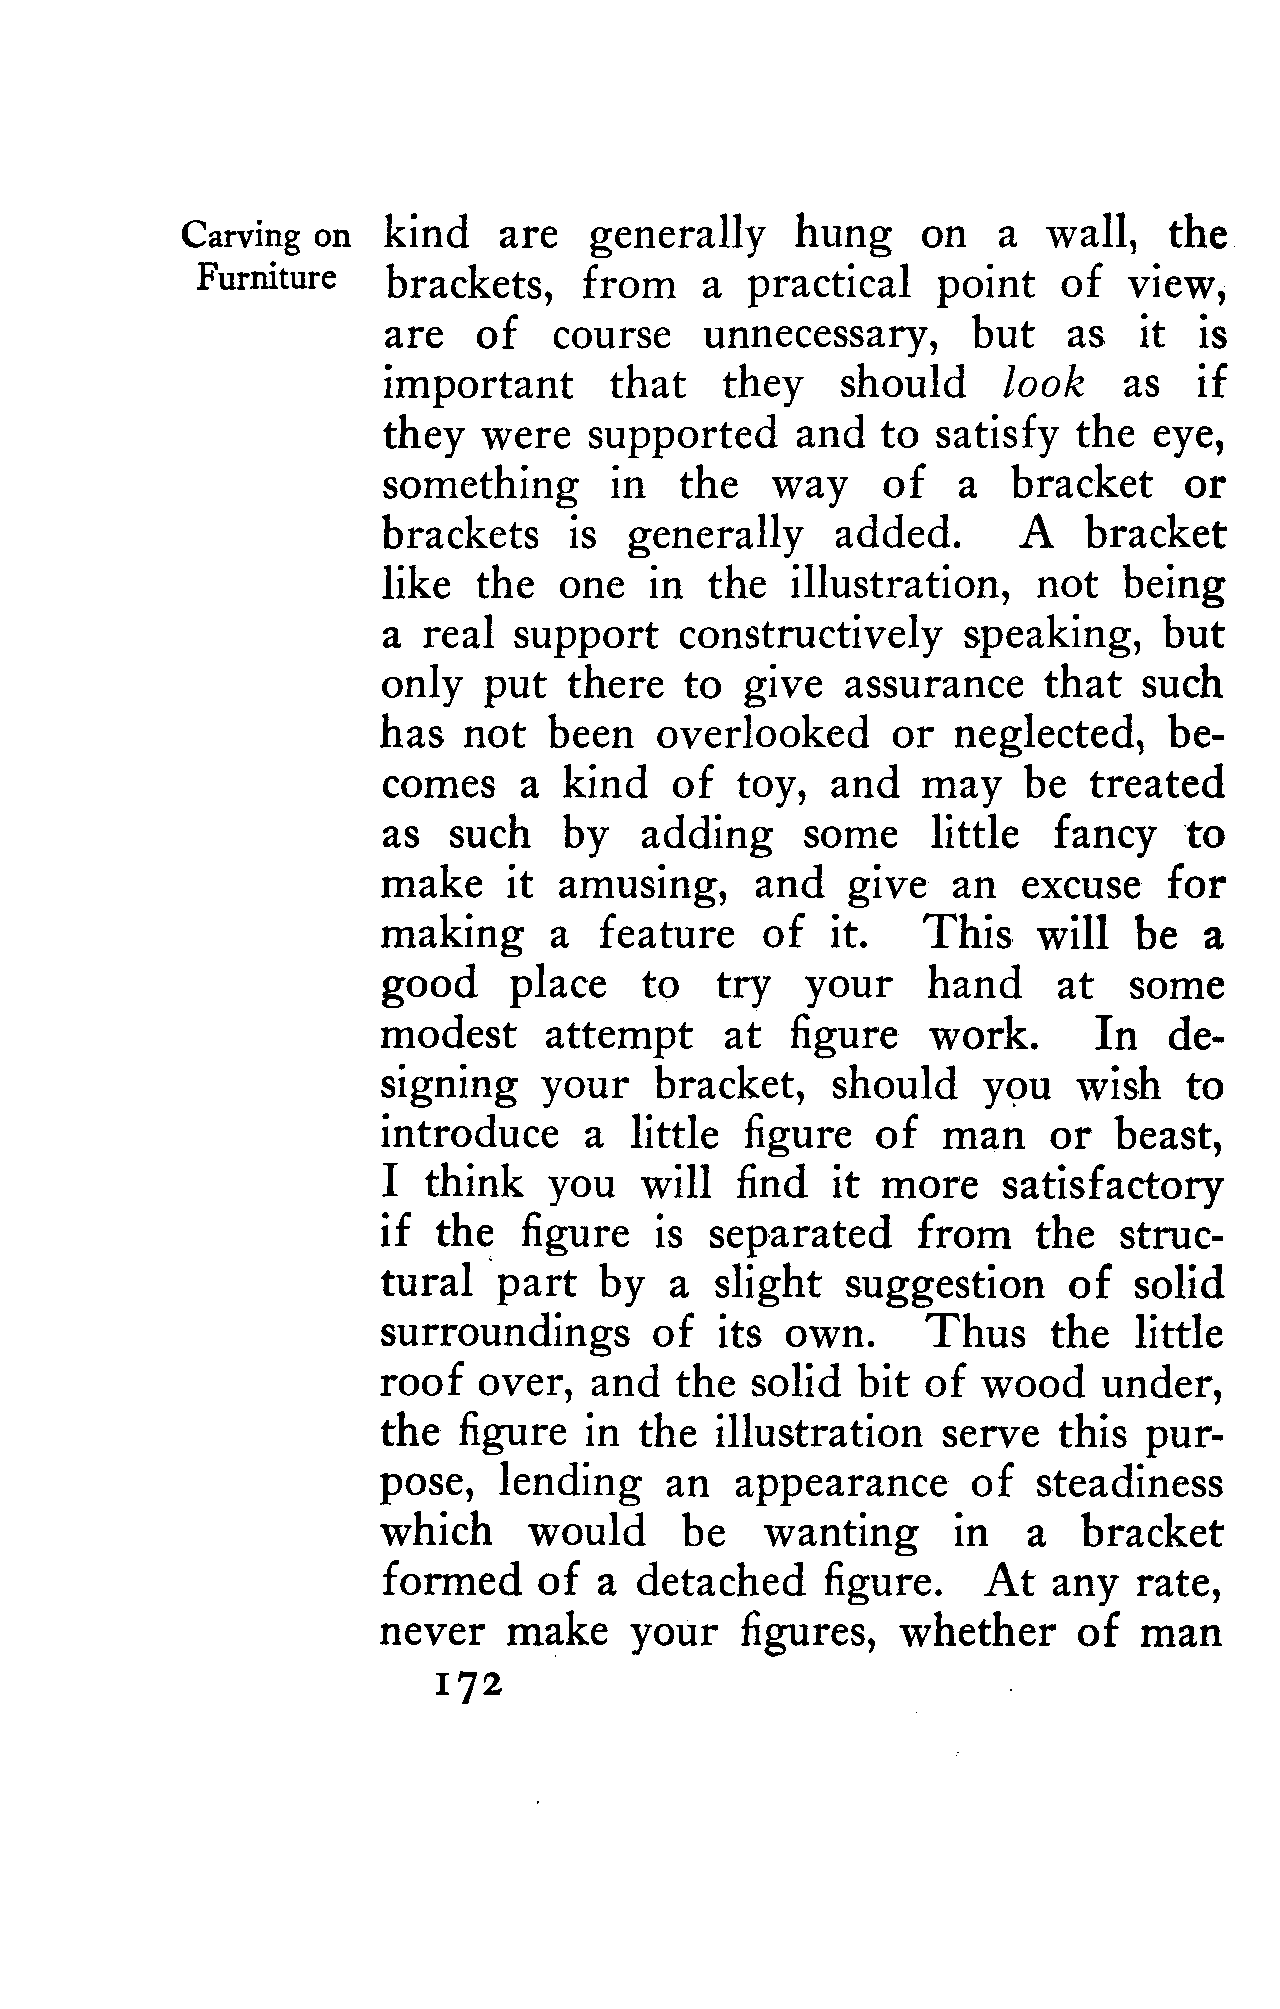 Carving on
Furniture
kind are generally hung on a wall, the
brackets, from a practical point of view,
are of course unnecessary, but as it is
important that they should look as if
they were supported and to satisfy the eye,
something in the way of a bracket or
brackets is generally added. A bracket
like the one in the illustration, not being
a real support constructively speaking, but
only put there to give assurance that such
has not been overlooked or neglected, be-
comes a kind of toy, and may be treated
as such by adding some little fancy to
make it amusing, and give an excuse for
making a feature of it. This will be a
good place to try your hand at some
modest attempt at figure work. In de-
signing your bracket, should you wish to
introduce a little figure of man or beast,
I think you will find it more satisfactory
if the figure is separated from the struc-
tural part by a slight suggestion of solid
surroundings of its own. Thus the little
roof over, and the solid bit of wood under,
the figure in the illustration serve this pur-
pose, lending an appearance of steadiness
which would be wanting in a bracket
formed of a detached figure. At any rate,
never make your figures, whether of man
172